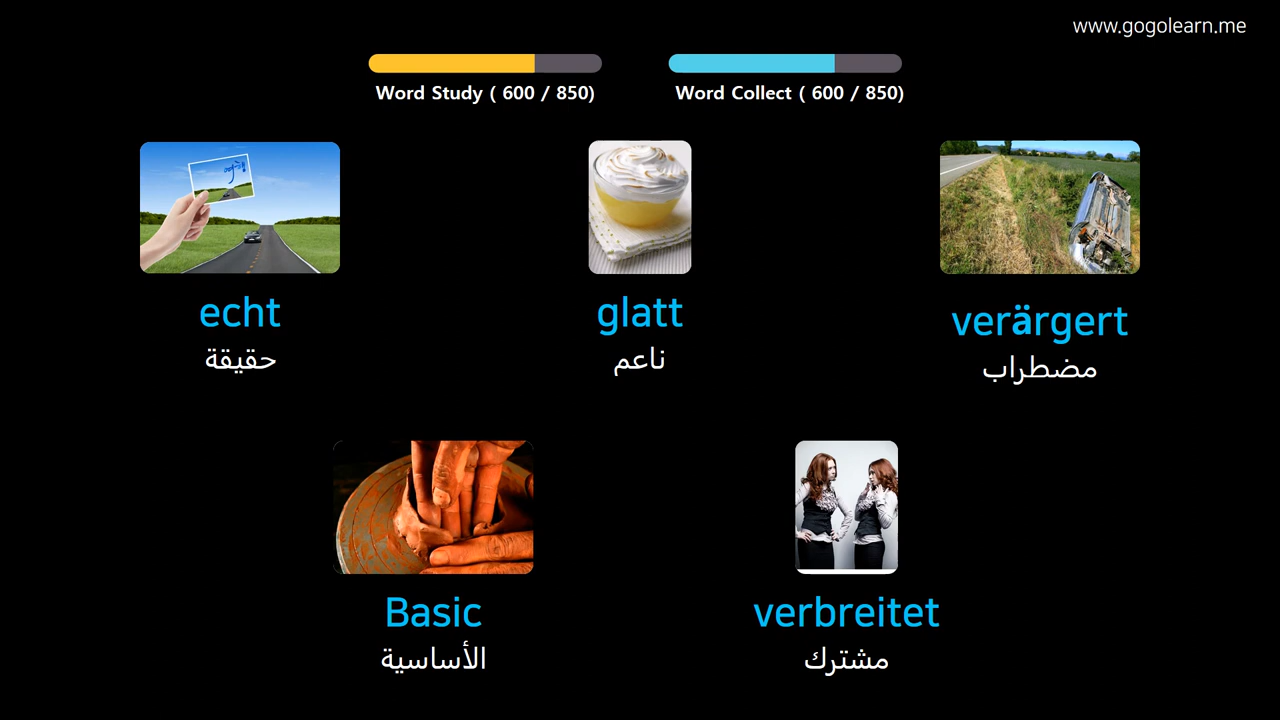 www.gogolearn.me
Word Study ( 600 / 850)
Word Collect ( 600 / 850)
echt
حقيقة
glatt
ناعم
verärgert
مضطراب
Basic
الأساسية
verbreitet
مشترك